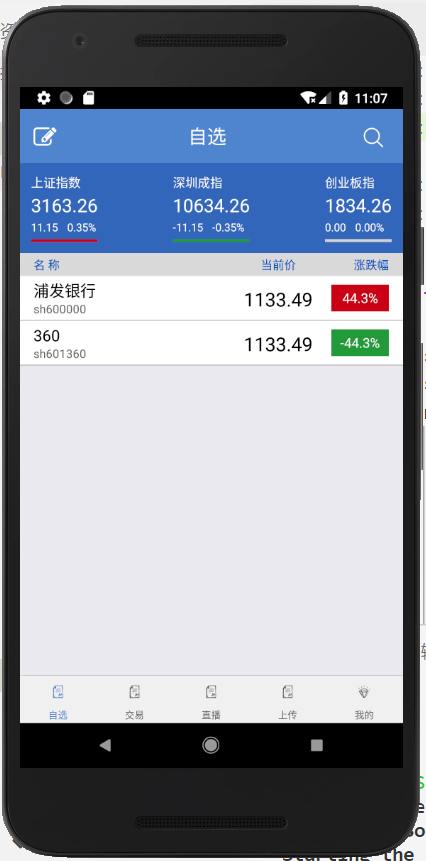 11:07
自选
上证指数 深圳成指 创业板指
3163.26 10634.26 1834.26
11.15 0.35% -11.15 -0.35% 0.00 0.00%
名 称 当前价 涨跌幅
浦发银行
sh600000
1133.49 44.3%
360
sh601360
1133.49 -44.3%
自选 交易 直播 上传 我的
Starting the